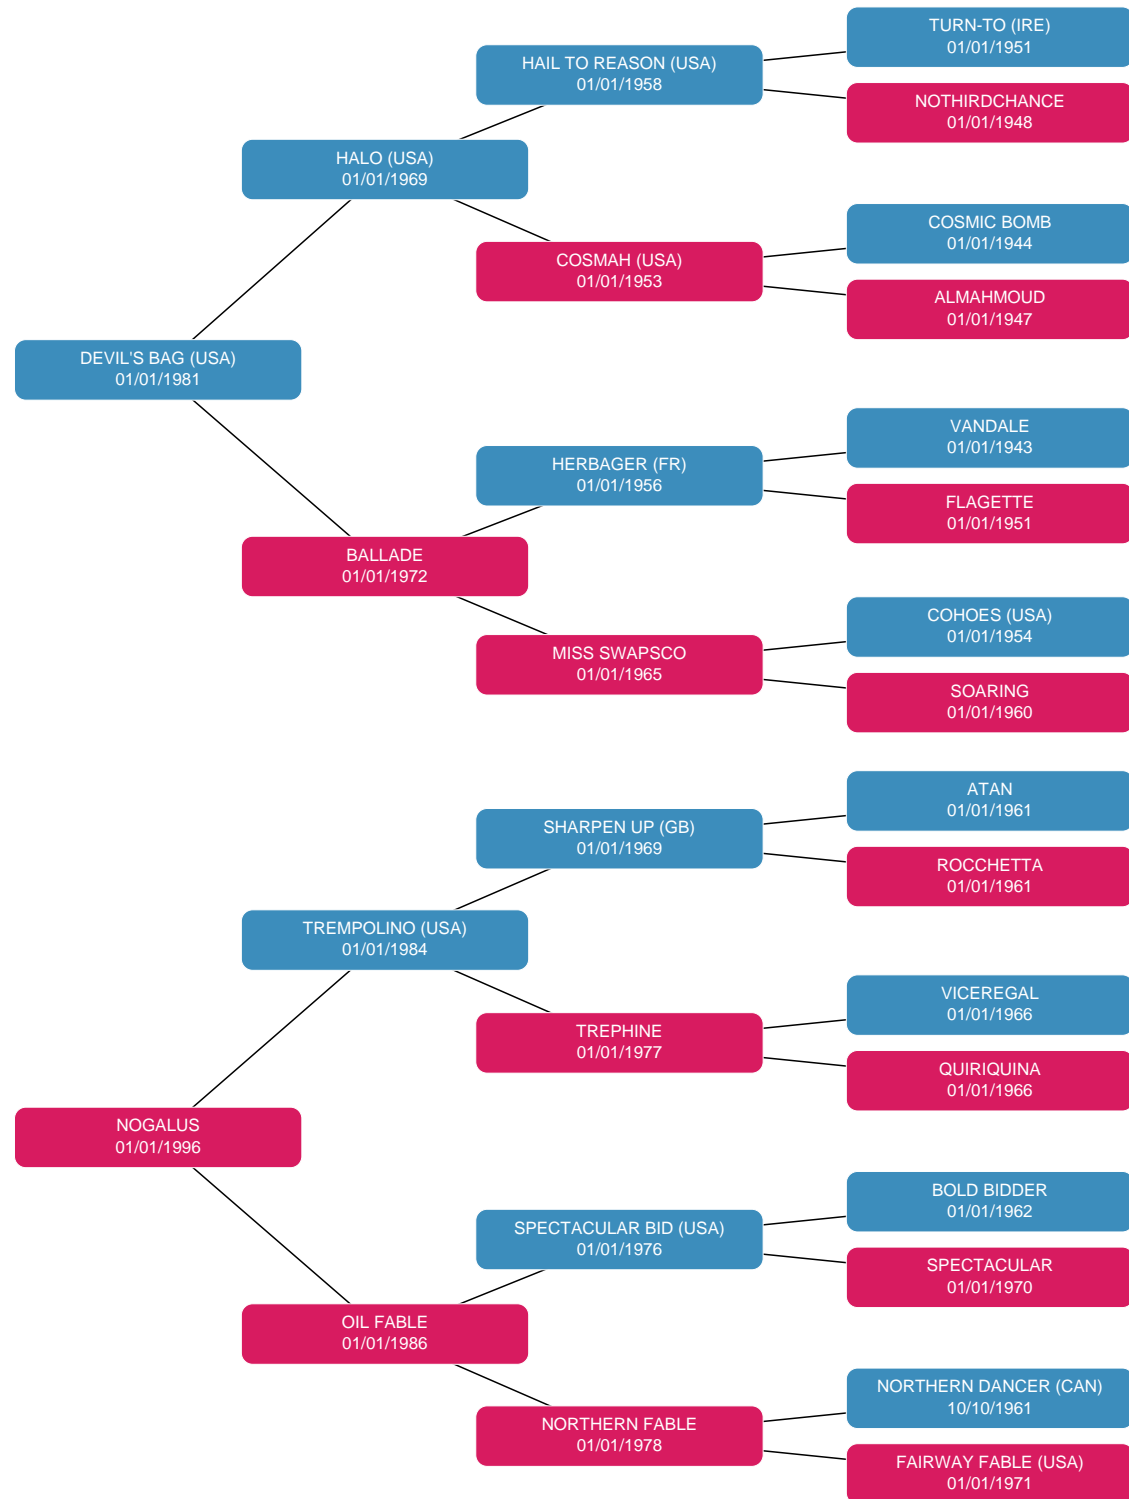 TURN-TO (IRE)
01/01/1951
HAIL TO REASON (USA)
01/01/1958
NOTHIRDCHANCE
01/01/1948
HALO (USA)
01/01/1969
COSMIC BOMB
01/01/1944
COSMAH (USA)
01/01/1953
ALMAHMOUD
01/01/1947
DEVIL'S BAG (USA)
01/01/1981
VANDALE
01/01/1943
HERBAGER (FR)
01/01/1956
FLAGETTE
01/01/1951
BALLADE
01/01/1972
COHOES (USA)
01/01/1954
MISS SWAPSCO
01/01/1965
SOARING
01/01/1960
ATAN
01/01/1961
SHARPEN UP (GB)
01/01/1969
ROCCHETTA
01/01/1961
TREMPOLINO (USA)
01/01/1984
VICEREGAL
01/01/1966
TREPHINE
01/01/1977
QUIRIQUINA
01/01/1966
NOGALUS
01/01/1996
BOLD BIDDER
01/01/1962
SPECTACULAR BID (USA)
01/01/1976
SPECTACULAR
01/01/1970
OIL FABLE
01/01/1986
NORTHERN DANCER (CAN)
10/10/1961
NORTHERN FABLE
01/01/1978
FAIRWAY FABLE (USA)
01/01/1971